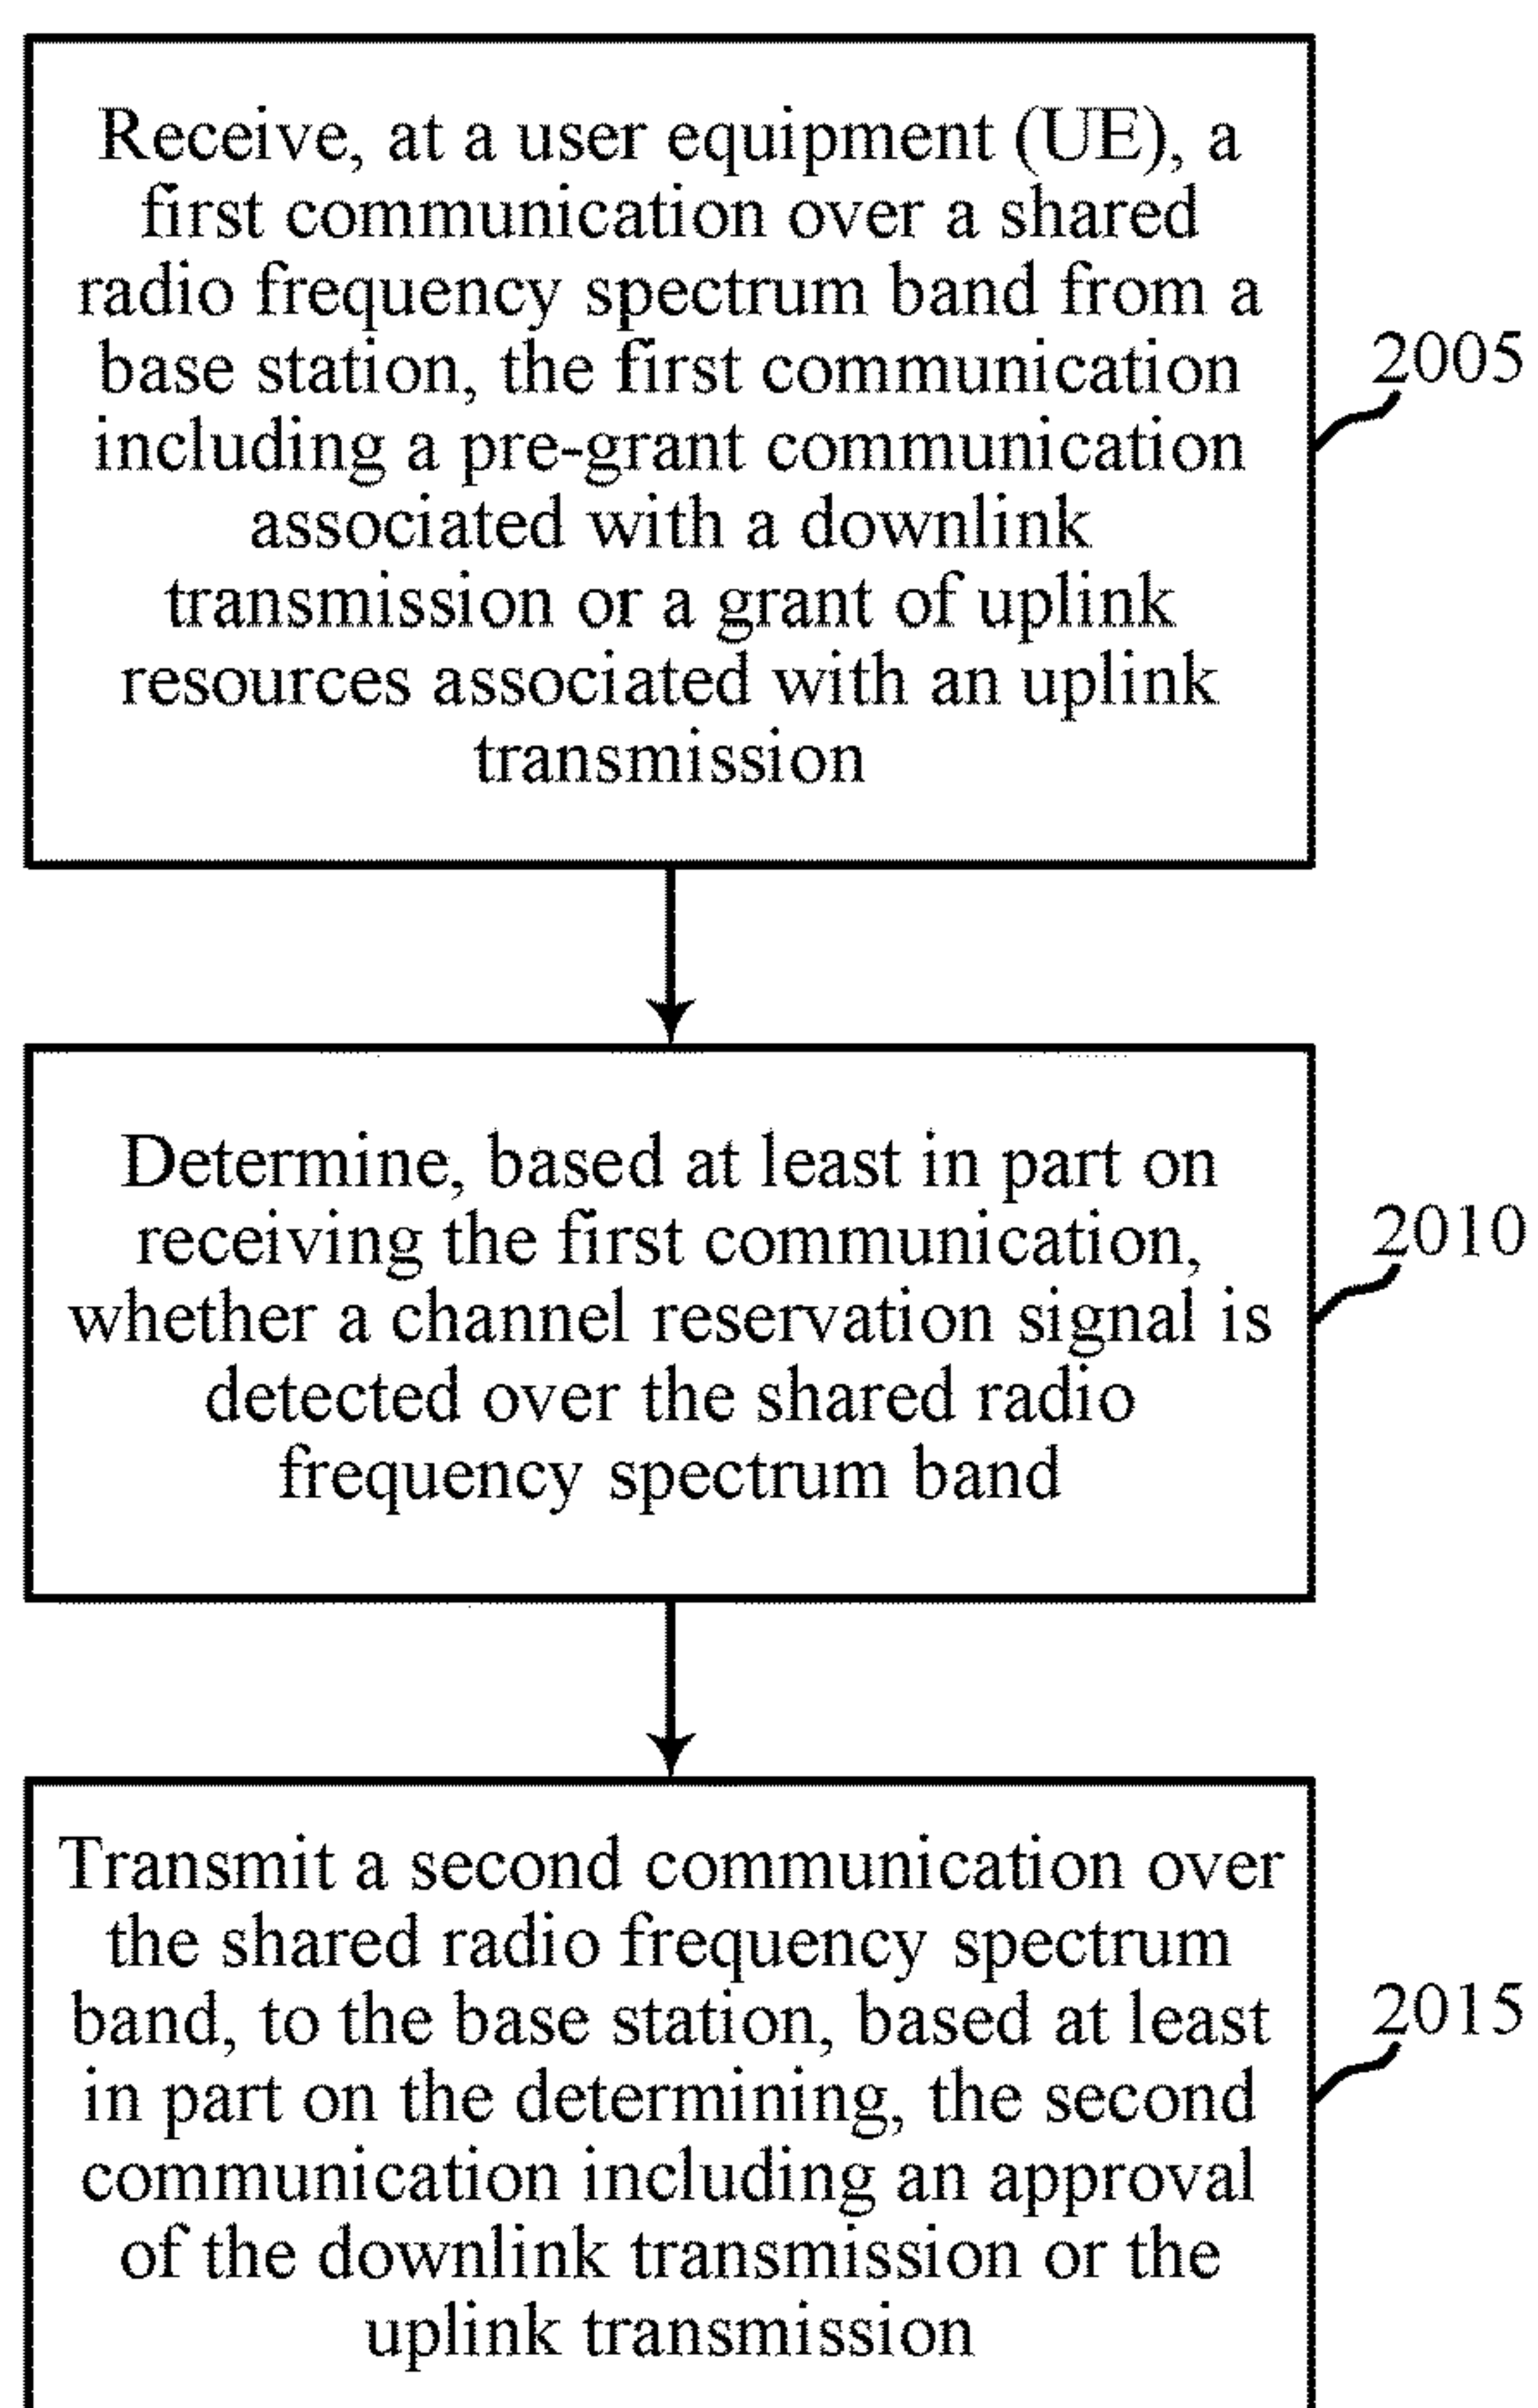 Receive, at a user equipment (UE), a
first communication over a shared
radio frequency spectrum band from a
base station, the first communication
including a pre-grant communication
associated with a downlink
transmission or a grant of uplink
resources associated with an uplink
transmission
2005
Determine, based at least in part on
receiving the first communication,
whether a channel reservation signal is
detected over the shared radio
frequency spectrum band
2010
Transmit a second communication over
the shared radio frequency spectrum
band, to the base station, based at least
in part on the determining, the second
communication including an approval
of the downlink transmission or the
uplink transmission
2015